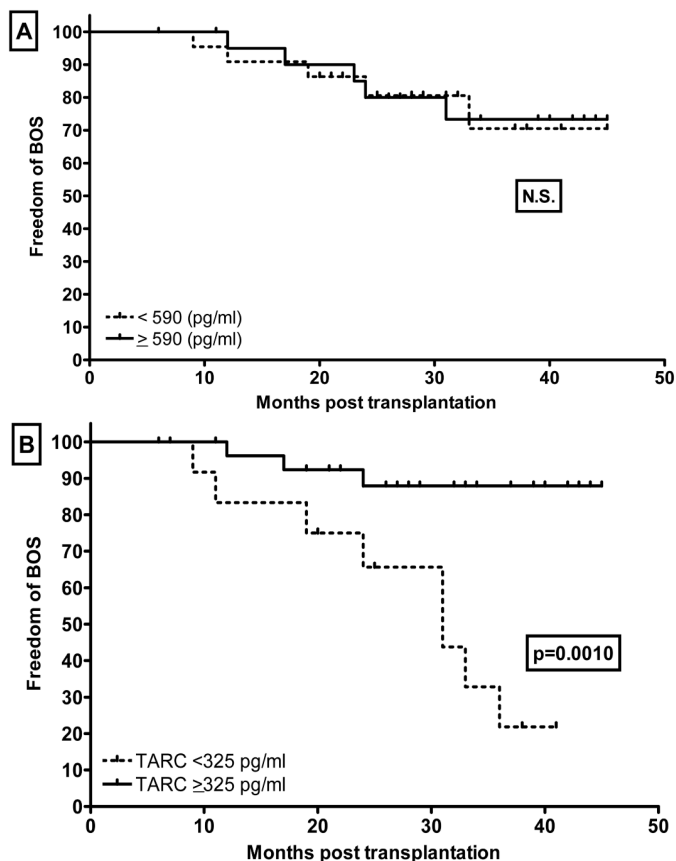 A
100
90
80
70
60
50
40
30
20
10
0
Freedom of BOS
N.S.
< 590 (pg/ml)
≥ 590 (pg/ml)
0 10 20 30 40 50
Months post transplantation
B
100
90
80
70
60
50
40
30
20
10
0
Freedom of BOS
p=0.0010
TARC <325 pg/ml
TARC ≥325 pg/ml
0 10 20 30 40 50
Months post transplantation